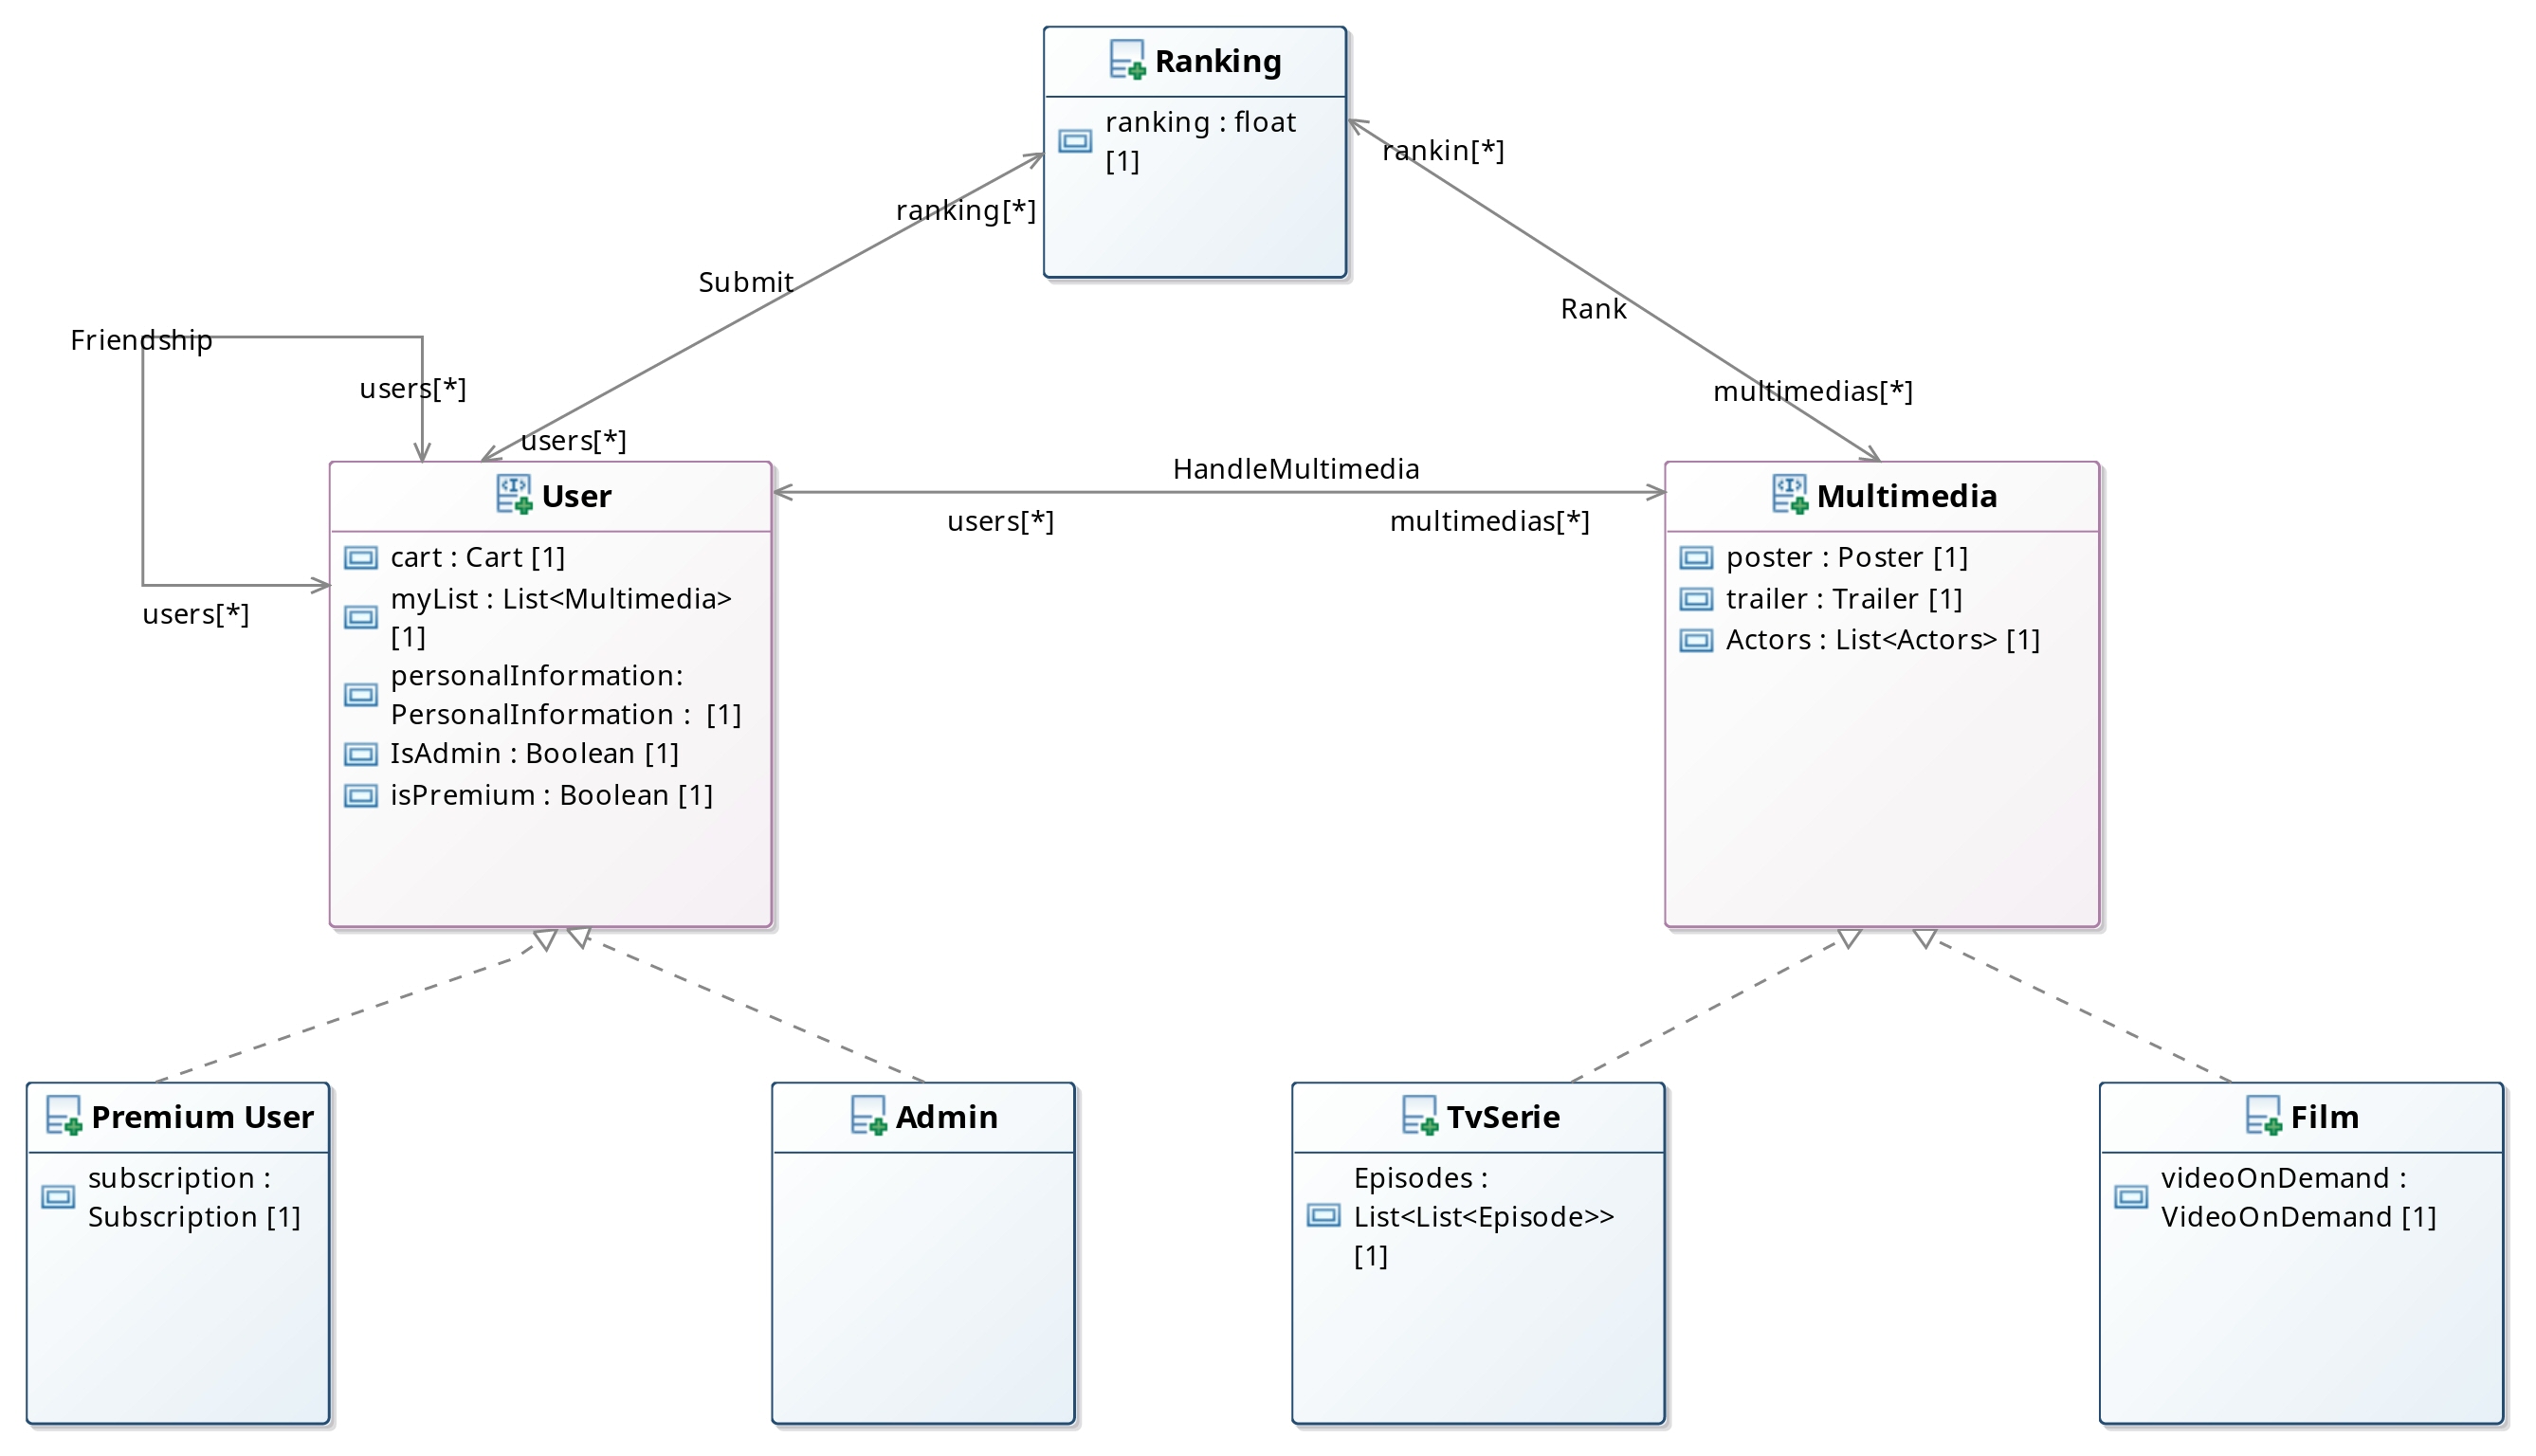 Ranking
ranking : float
[1]
rankin[*]
ranking[*]
Submit
Rank
Friendship
users[*]
multimedias[*]
users[*]
HandleMultimedia
users[*]
multimedias[*]
users[*]
User
cart : Cart [1]
myList : List<Multimedia>
[1]
personalInformation:
PersonalInformation :  [1]
IsAdmin : Boolean [1]
isPremium : Boolean [1]
Multimedia
poster : Poster [1]
trailer : Trailer [1]
Actors : List<Actors> [1]
Premium User
subscription :
Subscription [1]
Admin
TvSerie
Episodes :
List<List<Episode>>
[1]
Film
videoOnDemand :
VideoOnDemand [1]